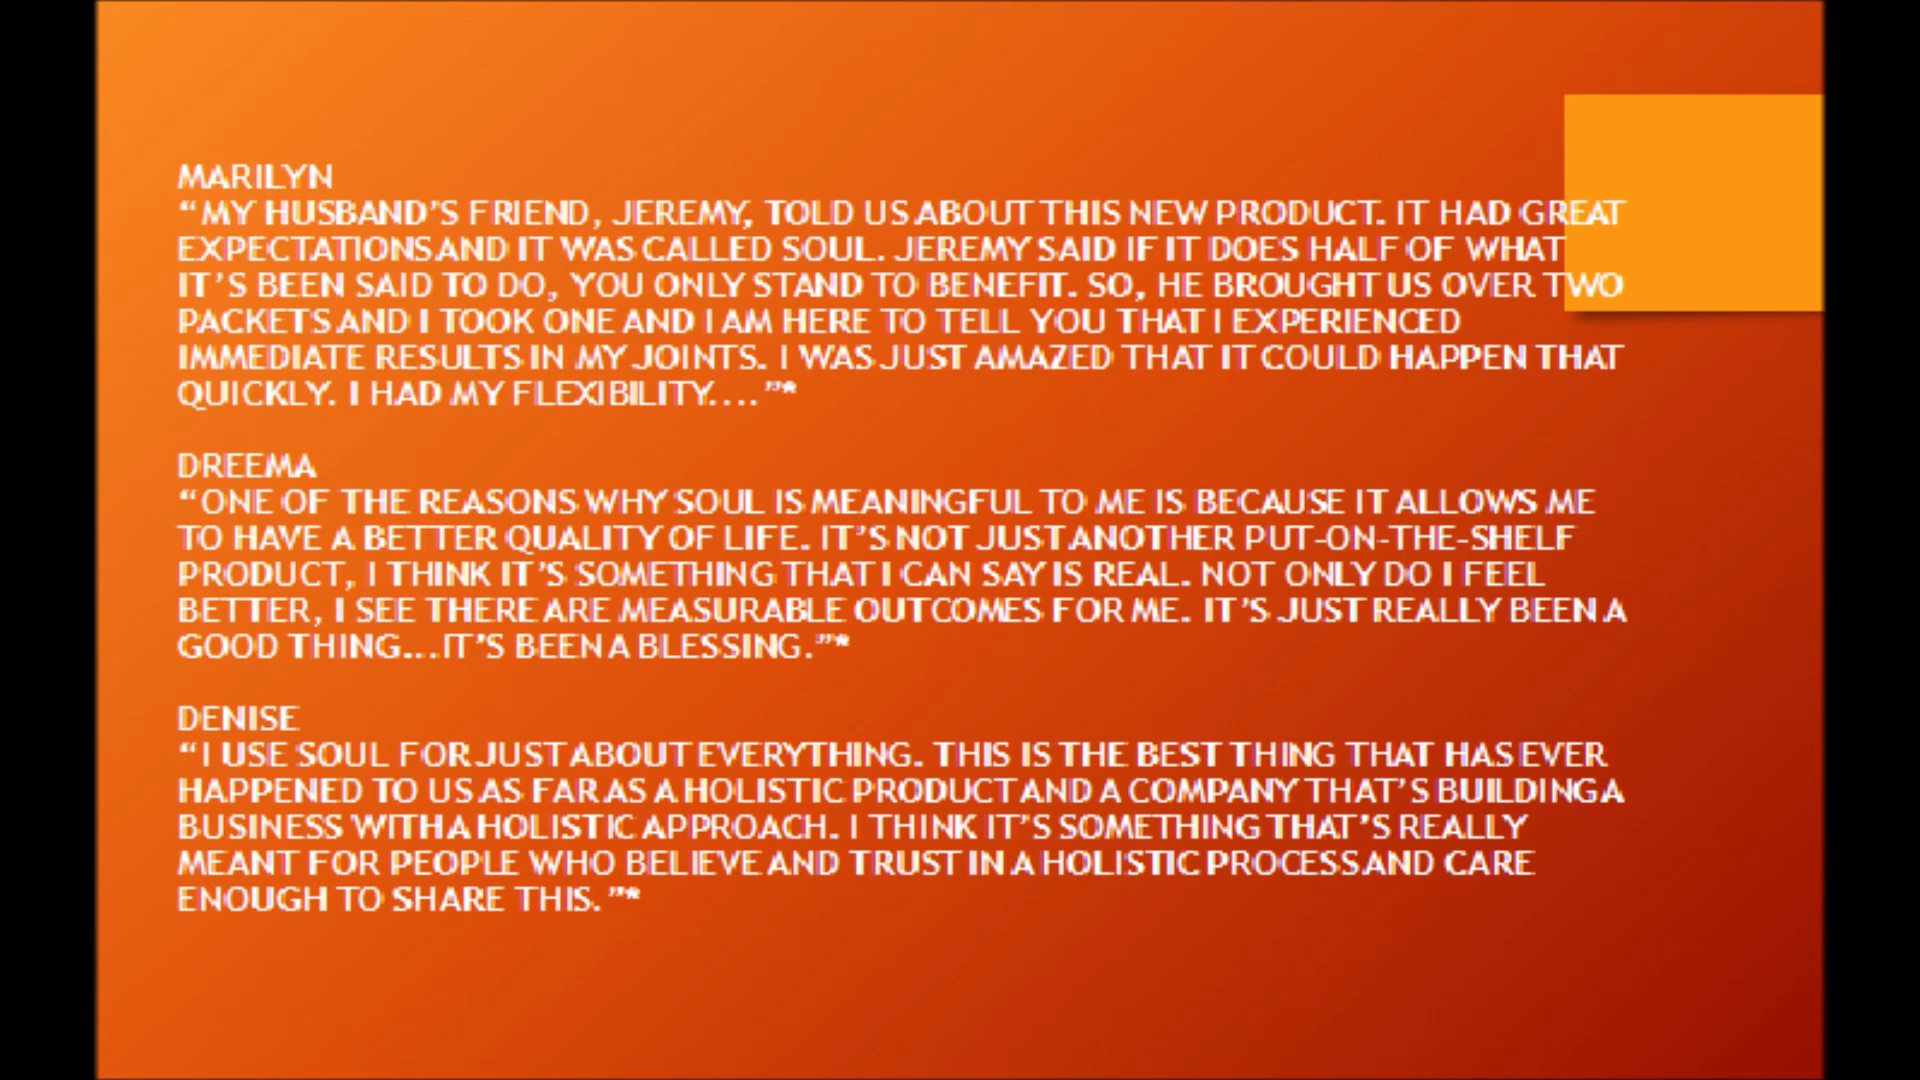 MARILYN
“MY HUSBAND’S FRIEND, JEREMY, TOLD US ABOUT THIS NEW PRODUCT. IT HAD GREAT
EXPECTATIONS AND IT WAS CALLED SOUL. JEREMY SAID IF IT DOES HALF OF WHAT
IT’S BEEN SAID TO DO, YOU ONLY STAND TO BENEFIT. SO, HE BROUGHT US OVER TWO
PACKETS AND I TOOK ONE AND I AM HERE TO TELL YOU THAT I EXPERIENCED
IMMEDIATE RESULTS IN MY JOINTS. I WAS JUST AMAZED THAT IT COULD HAPPEN THAT
QUICKLY. I HAD MY FLEXIBILITY....”*
DREEMA
“ONE OF THE REASONS WHY SOUL IS MEANINGFUL TO ME IS BECAUSE IT ALLOWS ME
TO HAVE A BETTER QUALITY OF LIFE. IT’S NOT JUST ANOTHER PUT-ON-THE-SHELF
PRODUCT, I THINK IT’S SOMETHING THAT I CAN SAY IS REAL. NOT ONLY DO I FEEL
BETTER, I SEE THERE ARE MEASURABLE OUTCOMES FOR ME. IT’S JUST REALLY BEEN A
GOOD THING...IT’S BEEN A BLESSING.”*
DENISE
“I USE SOUL FOR JUST ABOUT EVERYTHING. THIS IS THE BEST THING THAT HAS EVER
HAPPENED TO US AS FAR AS A HOLISTIC PRODUCT AND A COMPANY THAT’S BUILDING A
BUSINESS WITH A HOLISTIC APPROACH. I THINK IT’S SOMETHING THAT’S REALLY
MEANT FOR PEOPLE WHO BELIEVE AND TRUST IN A HOLISTIC PROCESS AND CARE
ENOUGH TO SHARE THIS.”*